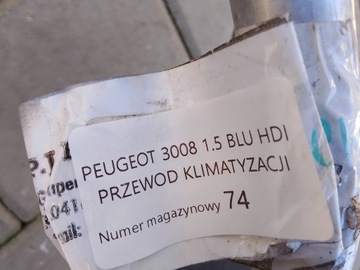 PEUGEOT 3008 1.5 BLU HDI
PRZEWOD KLIMATYZACJI
Numer magazynowy 74